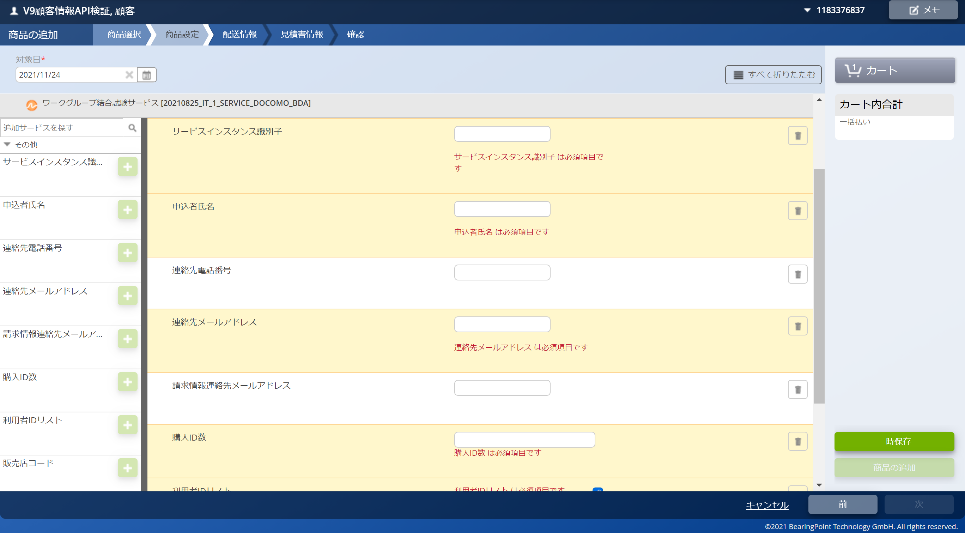 V9顧客情報API検証, 顧客
1183376837
メモ
商品の追加
商品選択
商品設定
配送情報
見積書情報
確認
対象日*
2021/11/24
すべて折りたたむ
カート
カート内合計
一括払い
ワークグループ結合試験サービス [20210825_IT_1_SERVICE_DOCOMO_BDA]
追加サービスを探す
その他
サービスインスタンス識...
申込者氏名
連絡先電話番号
連絡先メールアドレス
請求情報連絡先メールア...
購入ID数
利用者IDリスト
販売店コード
サービスインスタンス識別子
サービスインスタンス識別子 は必須項目で
す
申込者氏名
申込者氏名 は必須項目です
連絡先電話番号
連絡先メールアドレス
連絡先メールアドレス は必須項目です
請求情報連絡先メールアドレス
購入ID数
購入ID数 は必須項目です
利用者IDリスト
利用者IDリスト は必須項目です
一時保存
商品の追加
キャンセル
前
次
©2021 BearingPoint Technology GmbH. All rights reserved.